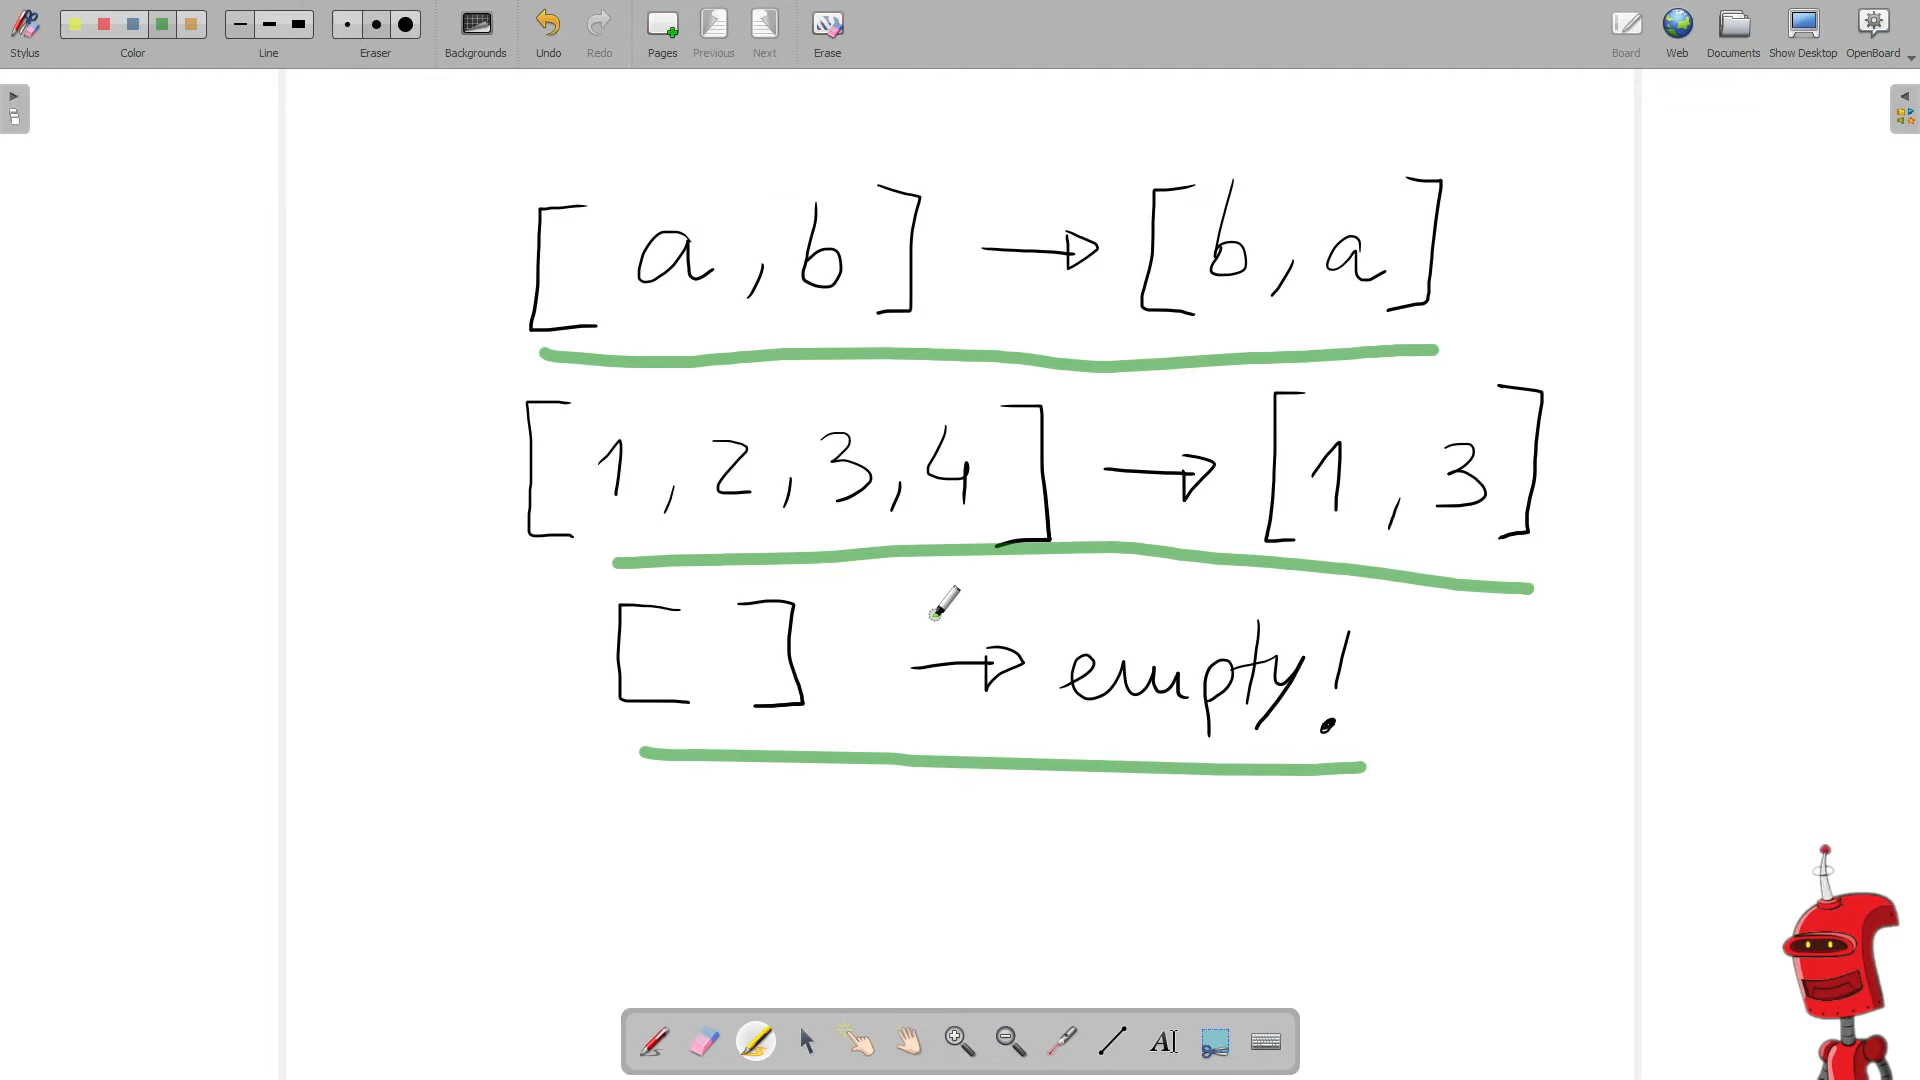 Stylus
Color
Line
Eraser
Backgrounds
Undo
Redo
Pages
Previous
Next
Erase
Board
Web
Documents
Show Desktop
OpenBoard
[ a , b ] → [ b , a ]
[ 1 , 2 , 3 , 4 ] → [ 1 , 3 ]
[ ] → empty!
AI